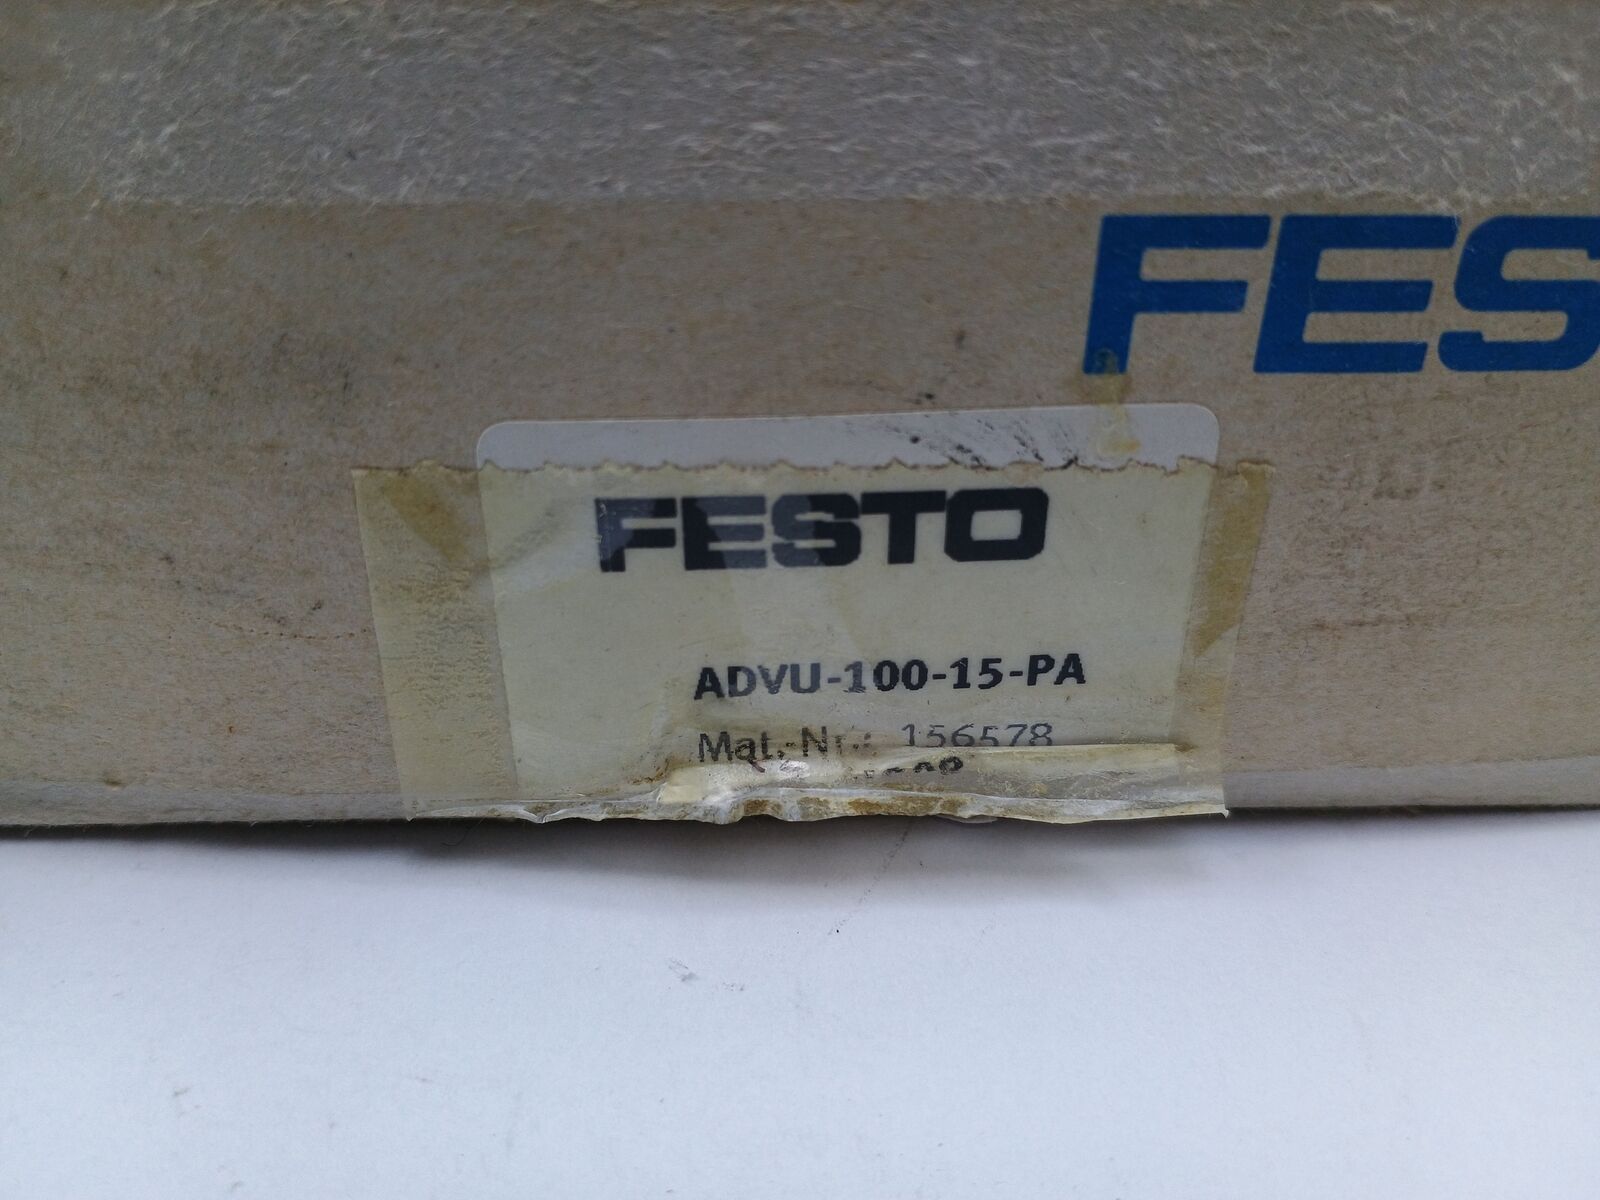 FES
FESTO
ADVU-100-15-PA
Mat.-Nr.: 156578